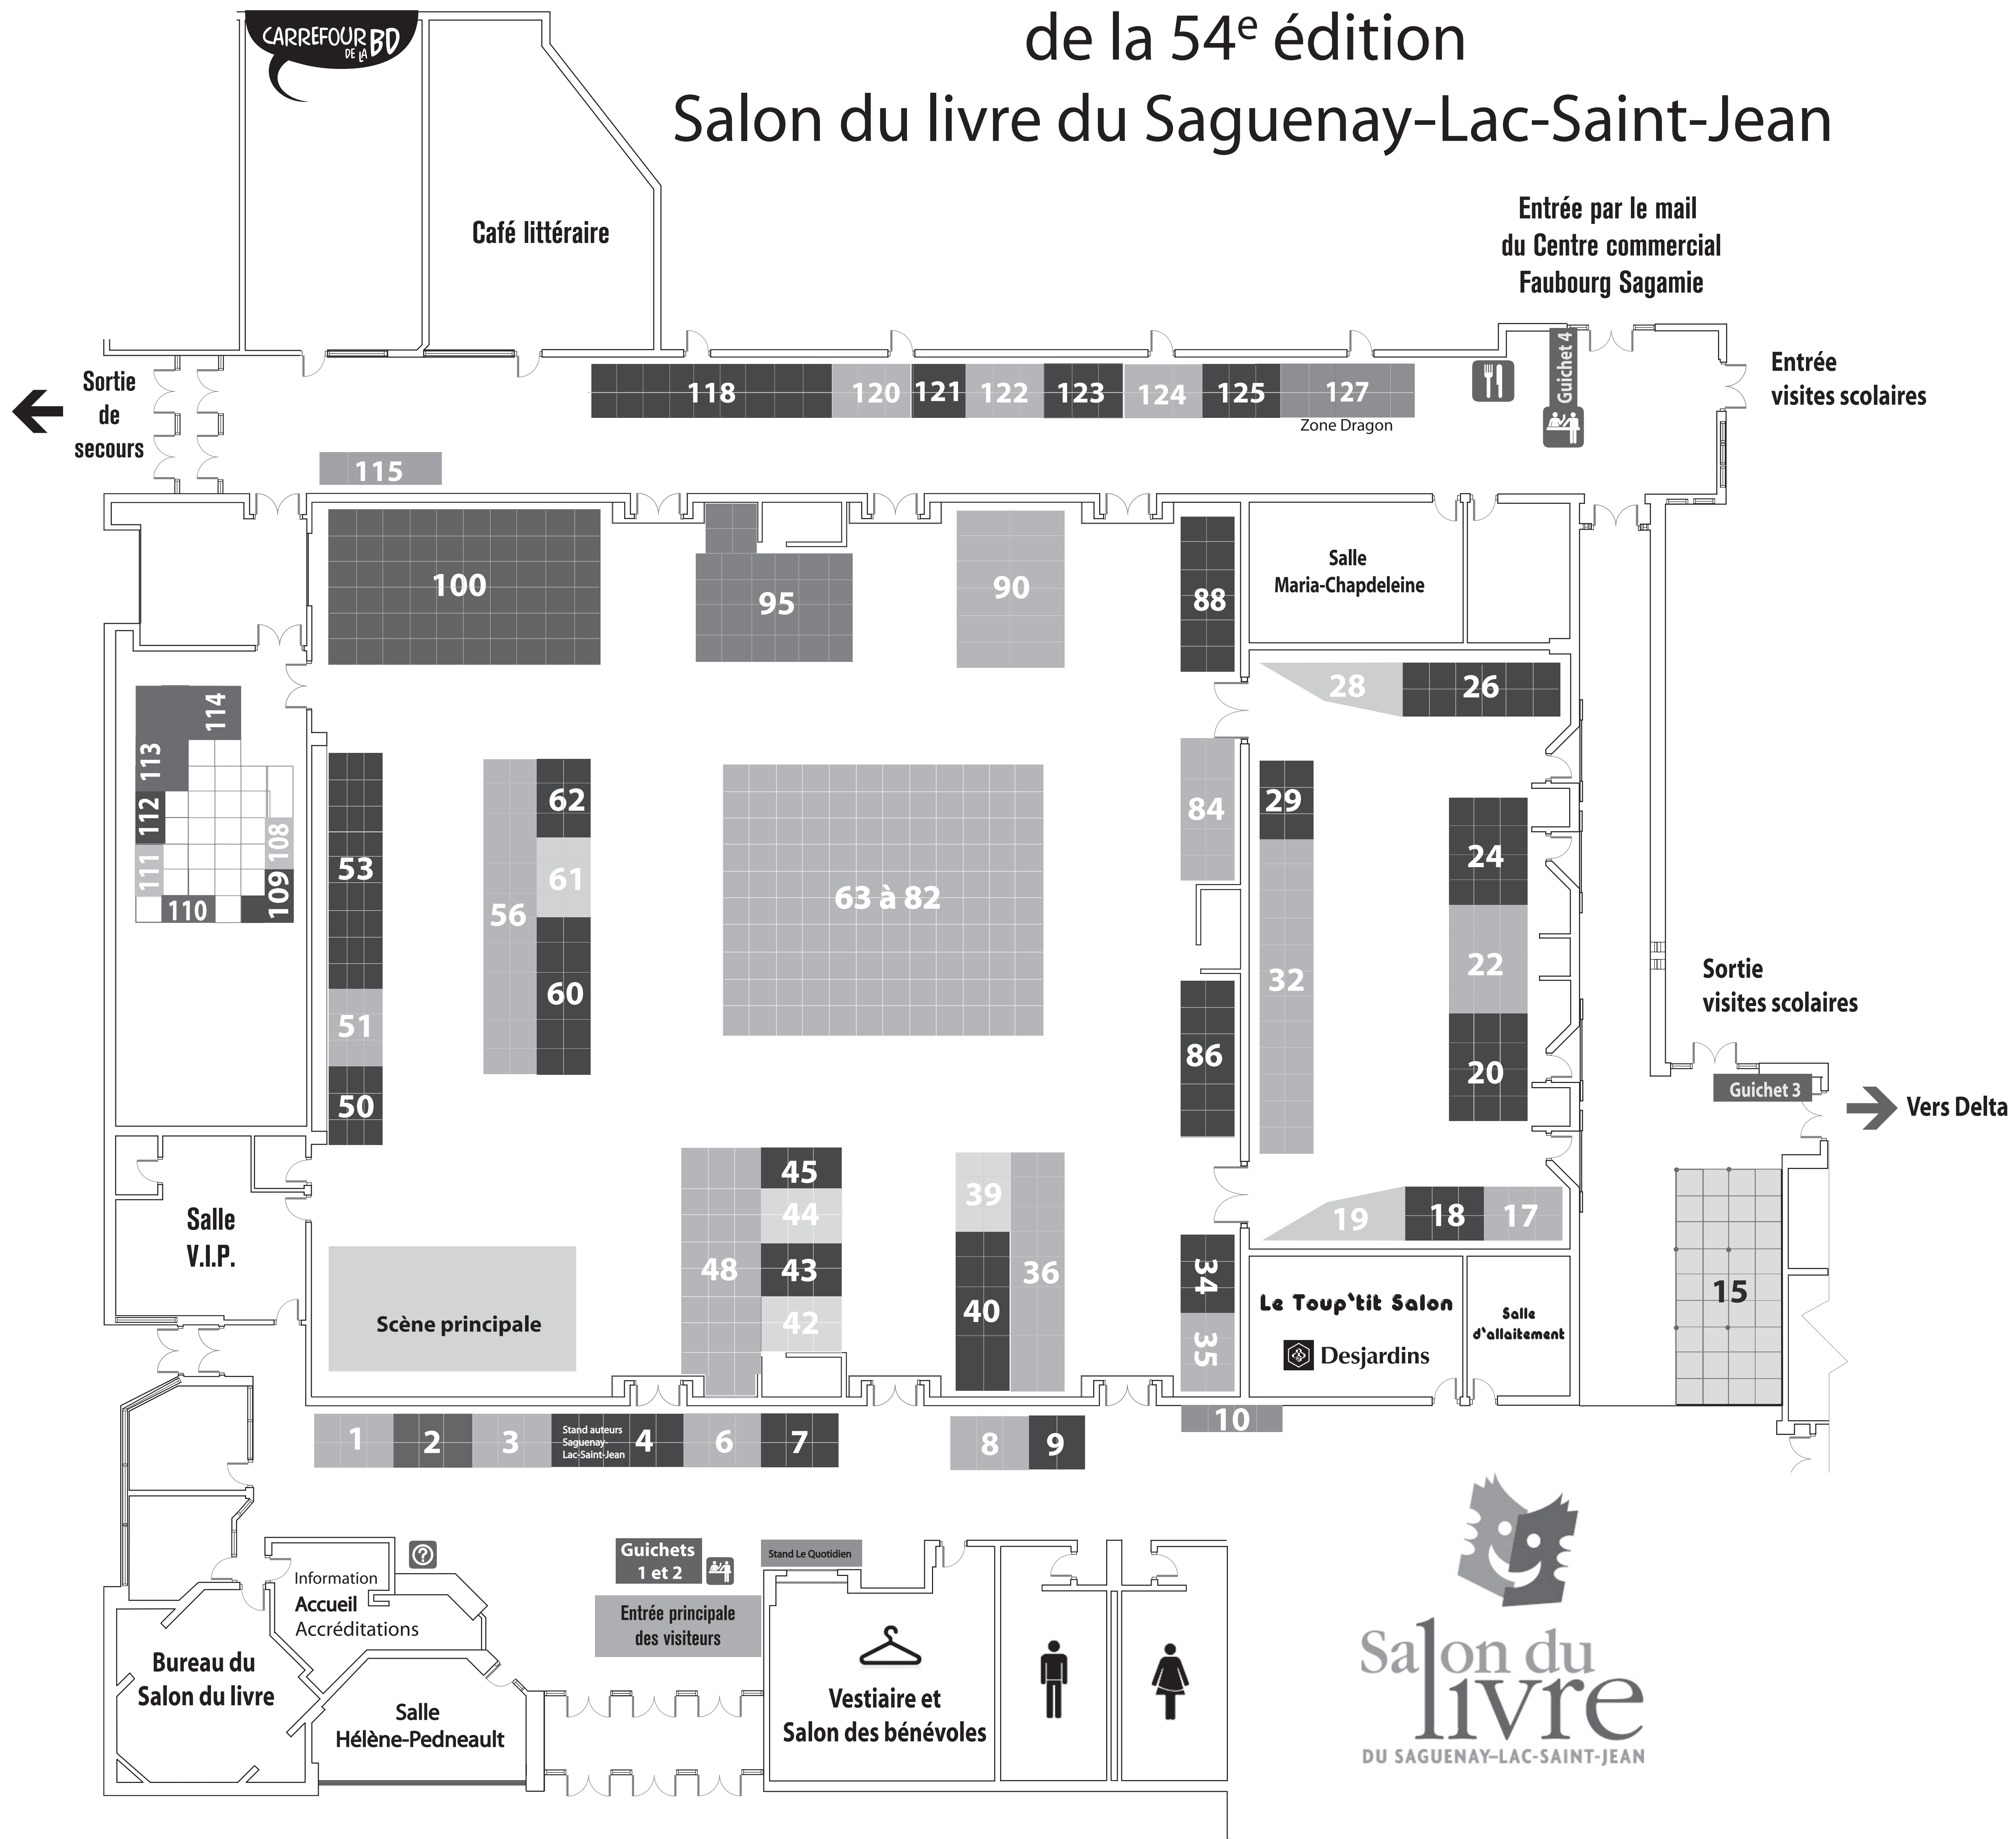 de la 54e édition
Salon du livre du Saguenay–Lac-Saint-Jean
CARREFOUR
DE LA BD
Café littéraire
Entrée par le mail
du Centre commercial
Faubourg Sagamie
Guichet 4
Entrée
visites scolaires
Sortie
de
secours
118
120
121
122
123
124
125
127
Zone Dragon
115
100
95
90
88
Salle
Maria-Chapdeleine
28
26
114
113
112
111
110
109
108
53
51
50
56
62
61
60
63 à 82
84
86
29
32
24
22
20
Sortie
visites scolaires
Guichet 3
Vers Delta
Salle
V.I.P.
Scène principale
48
45
44
43
42
39
40
36
34
35
19
18
17
15
Le Toup'tit Salon
Desjardins
Salle
d'allaitement
1
2
3
Stand auteurs
Saguenay-
Lac-Saint-Jean
4
6
7
8
9
10
Guichets
1 et 2
Stand Le Quotidien
Entrée principale
des visiteurs
?
Information
Accueil
Accréditations
Bureau du
Salon du livre
Salle
Hélène-Pedneault
Vestiaire et
Salon des bénévoles
Salon du
livre
DU SAGUENAY–LAC-SAINT-JEAN